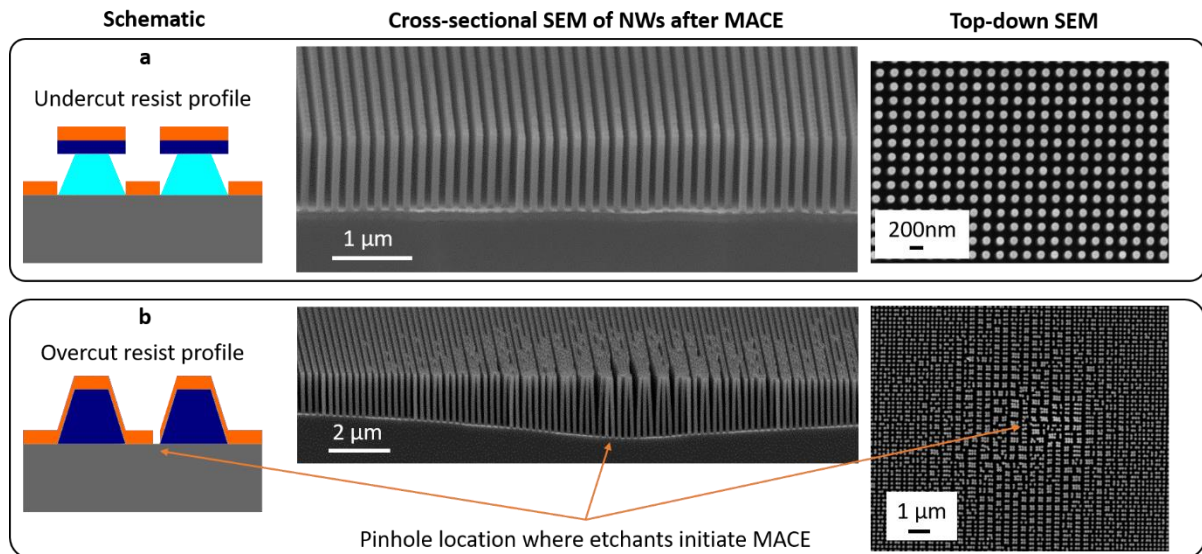 Schematic
Cross-sectional SEM of NWs after MACE
Top-down SEM
a
Undercut resist profile
1 μm
200nm
b
Overcut resist profile
2 μm
1 μm
Pinhole location where etchants initiate MACE